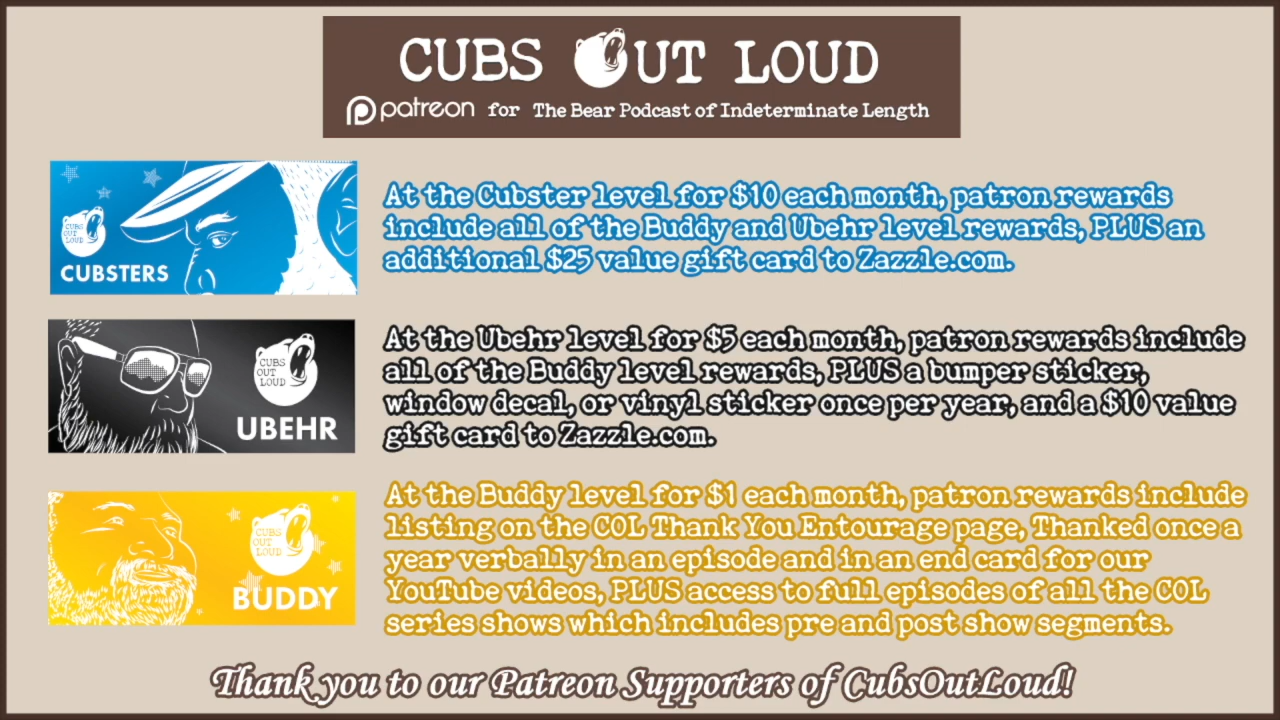 CUBS OUT LOUD
patreon for The Bear Podcast of Indeterminate Length
CUBS
OUT
LOUD
CUBSTERS
At the Cubster level for $10 each month, patron rewards
include all of the Buddy and Ubehr level rewards, PLUS an
additional $25 value gift card to Zazzle.com.
CUBS
OUT
LOUD
UBEHR
At the Ubehr level for $5 each month, patron rewards include
all of the Buddy level rewards, PLUS a bumper sticker,
window decal, or vinyl sticker once per year, and a $10 value
gift card to Zazzle.com.
CUBS
OUT
LOUD
BUDDY
At the Buddy level for $1 each month, patron rewards include
listing on the COL Thank You Entourage page, Thanked once a
year verbally in an episode and in an end card for our
YouTube videos, PLUS access to full episodes of all the COL
series shows which includes pre and post show segments.
Thank you to our Patreon Supporters of CubsOutLoud!